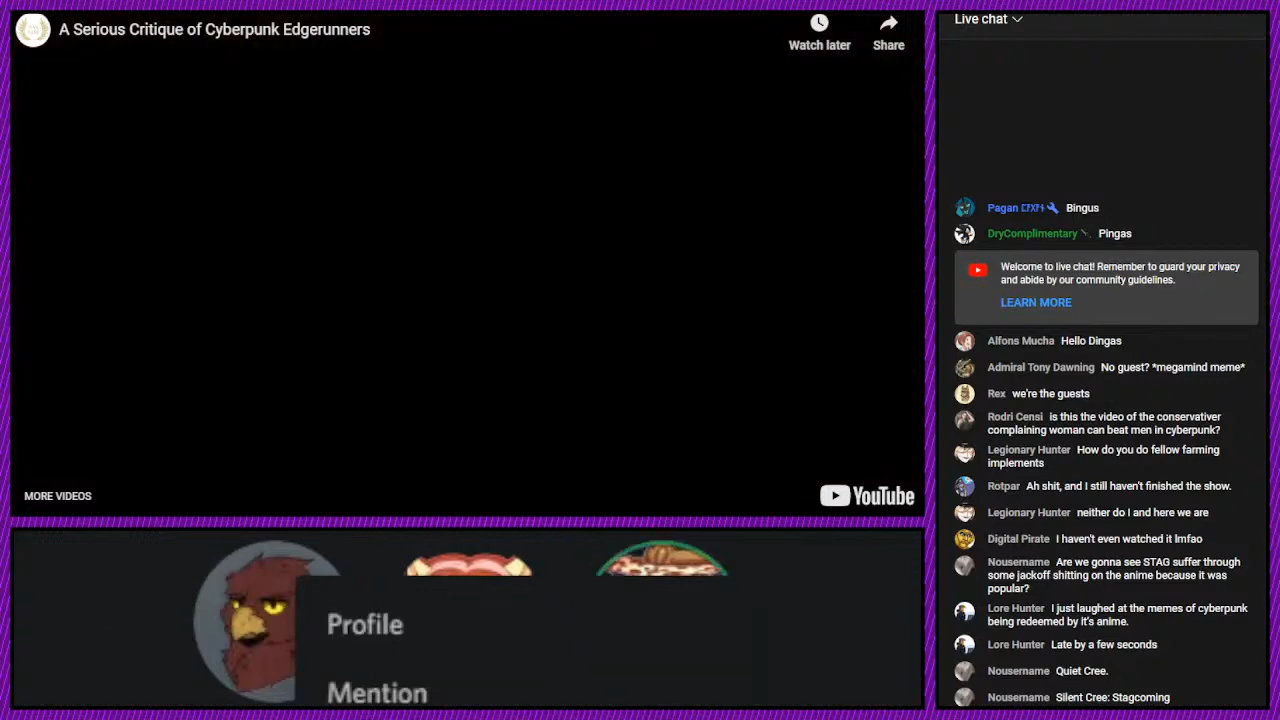 A Serious Critique of Cyberpunk Edgerunners
Watch later
Share
MORE VIDEOS
YouTube
Profile
Mention
Live chat
Pagan Bingus
DryComplimentary Pingas
Welcome to live chat! Remember to guard your privacy
and abide by our community guidelines.
LEARN MORE
Alfons Mucha Hello Dingas
Admiral Tony Dawning No guest? *megamind meme*
Rex we're the guests
Rodri Censi is this the video of the conservativer
complaining woman can beat men in cyberpunk?
Legionary Hunter How do you do fellow farming
implements
Rotpar Ah shit, and I still haven't finished the show.
Legionary Hunter neither do I and here we are
Digital Pirate I haven't even watched it lmfao
Nousername Are we gonna see STAG suffer through
some jackoff shitting on the anime because it was
popular?
Lore Hunter I just laughed at the memes of cyberpunk
being redeemed by it's anime.
Lore Hunter Late by a few seconds
Nousername Quiet Cree.
Nousername Silent Cree: Stagcoming